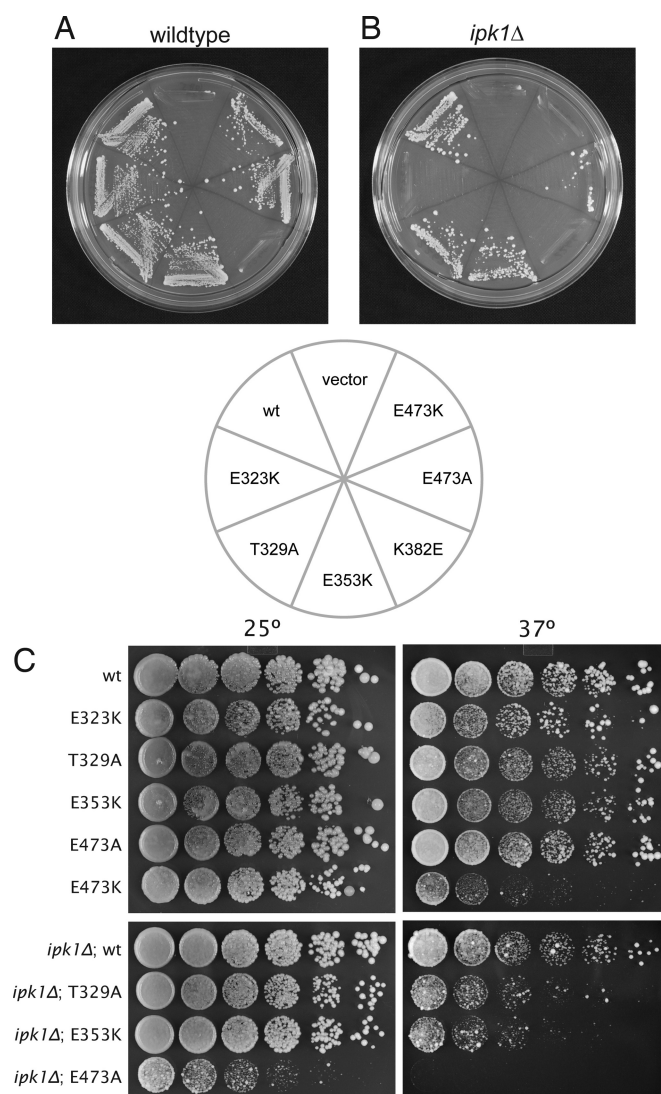 A
wildtype
B
ipk1Δ
vector
wt
E473K
E323K
E473A
T329A
K382E
E353K
25º
37º
C
wt
E323K
T329A
E353K
E473A
E473K
ipk1Δ; wt
ipk1Δ; T329A
ipk1Δ; E353K
ipk1Δ; E473A